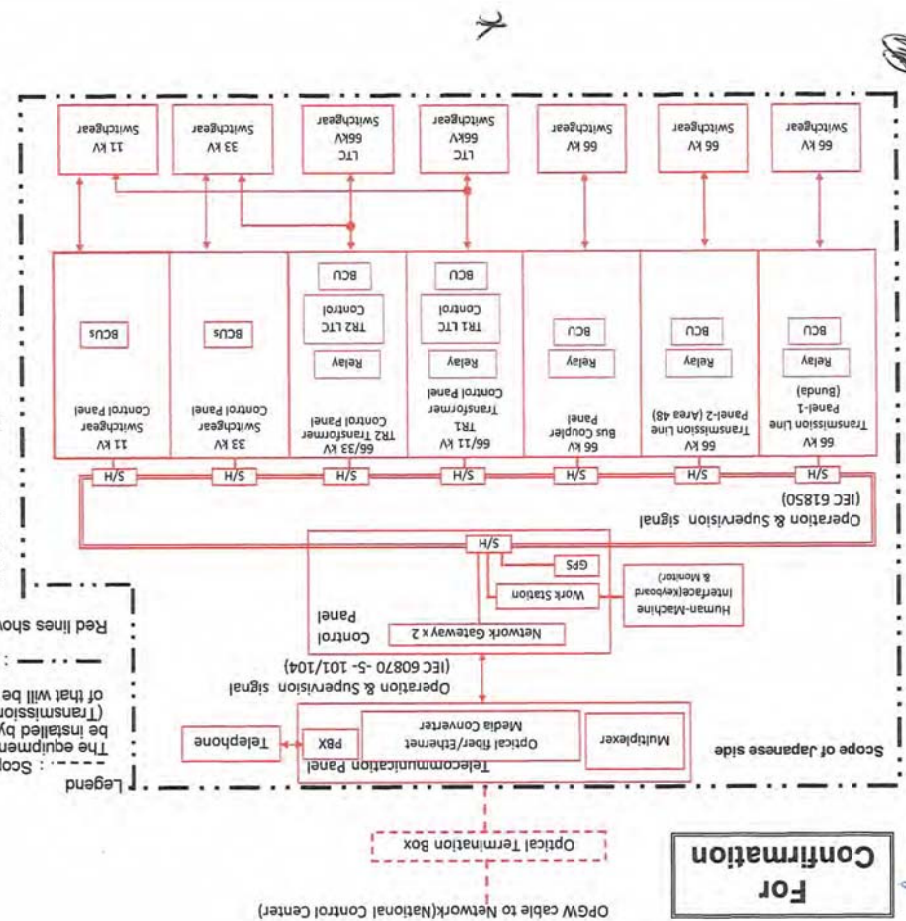 For
Confirmation
OPGW cable to Network(National Control Center)
Optical Termination
Box
Legend
: Scop
The equipmen
be installed by
(Transmission
of that will be
:
Red lines show
Scope of Japanese side
Telecommunication Panel
Multiplexer
Optical fiber/Ethernet
Media Converter
PBX
Telephone
Operation & Supervision signal
(IEC 60870 -5- 101/104)
Control
Panel
Network Gateway x 2
Work Station
GPS
S/H
Human-Machine
Interface(Keyboard
& Monitor)
Operation & Supervision signal
(IEC 61850)
S/H
S/H
S/H
S/H
S/H
S/H
S/H
66 kV
Transmission Line
Panel-1
(Bunda)
Relay
BCU
66 kV
Transmission Line
Panel-2 (Area 48)
Relay
BCU
66 kV
Bus Coupler
Panel
Relay
BCU
66/11 kV
TR1
Transformer
Control Panel
Relay
TR1 LTC
Control
BCU
66/33 kV
TR2 Transformer
Control Panel
Relay
TR2 LTC
Control
BCU
33 kV
Switchgear
Control Panel
BCUs
11 kV
Switchgear
Control Panel
BCUs
66 kV
Switchgear
66 kV
Switchgear
66 kV
Switchgear
LTC
66kV
Switchgear
LTC
66kV
Switchgear
33 kV
Switchgear
11 kV
Switchgear